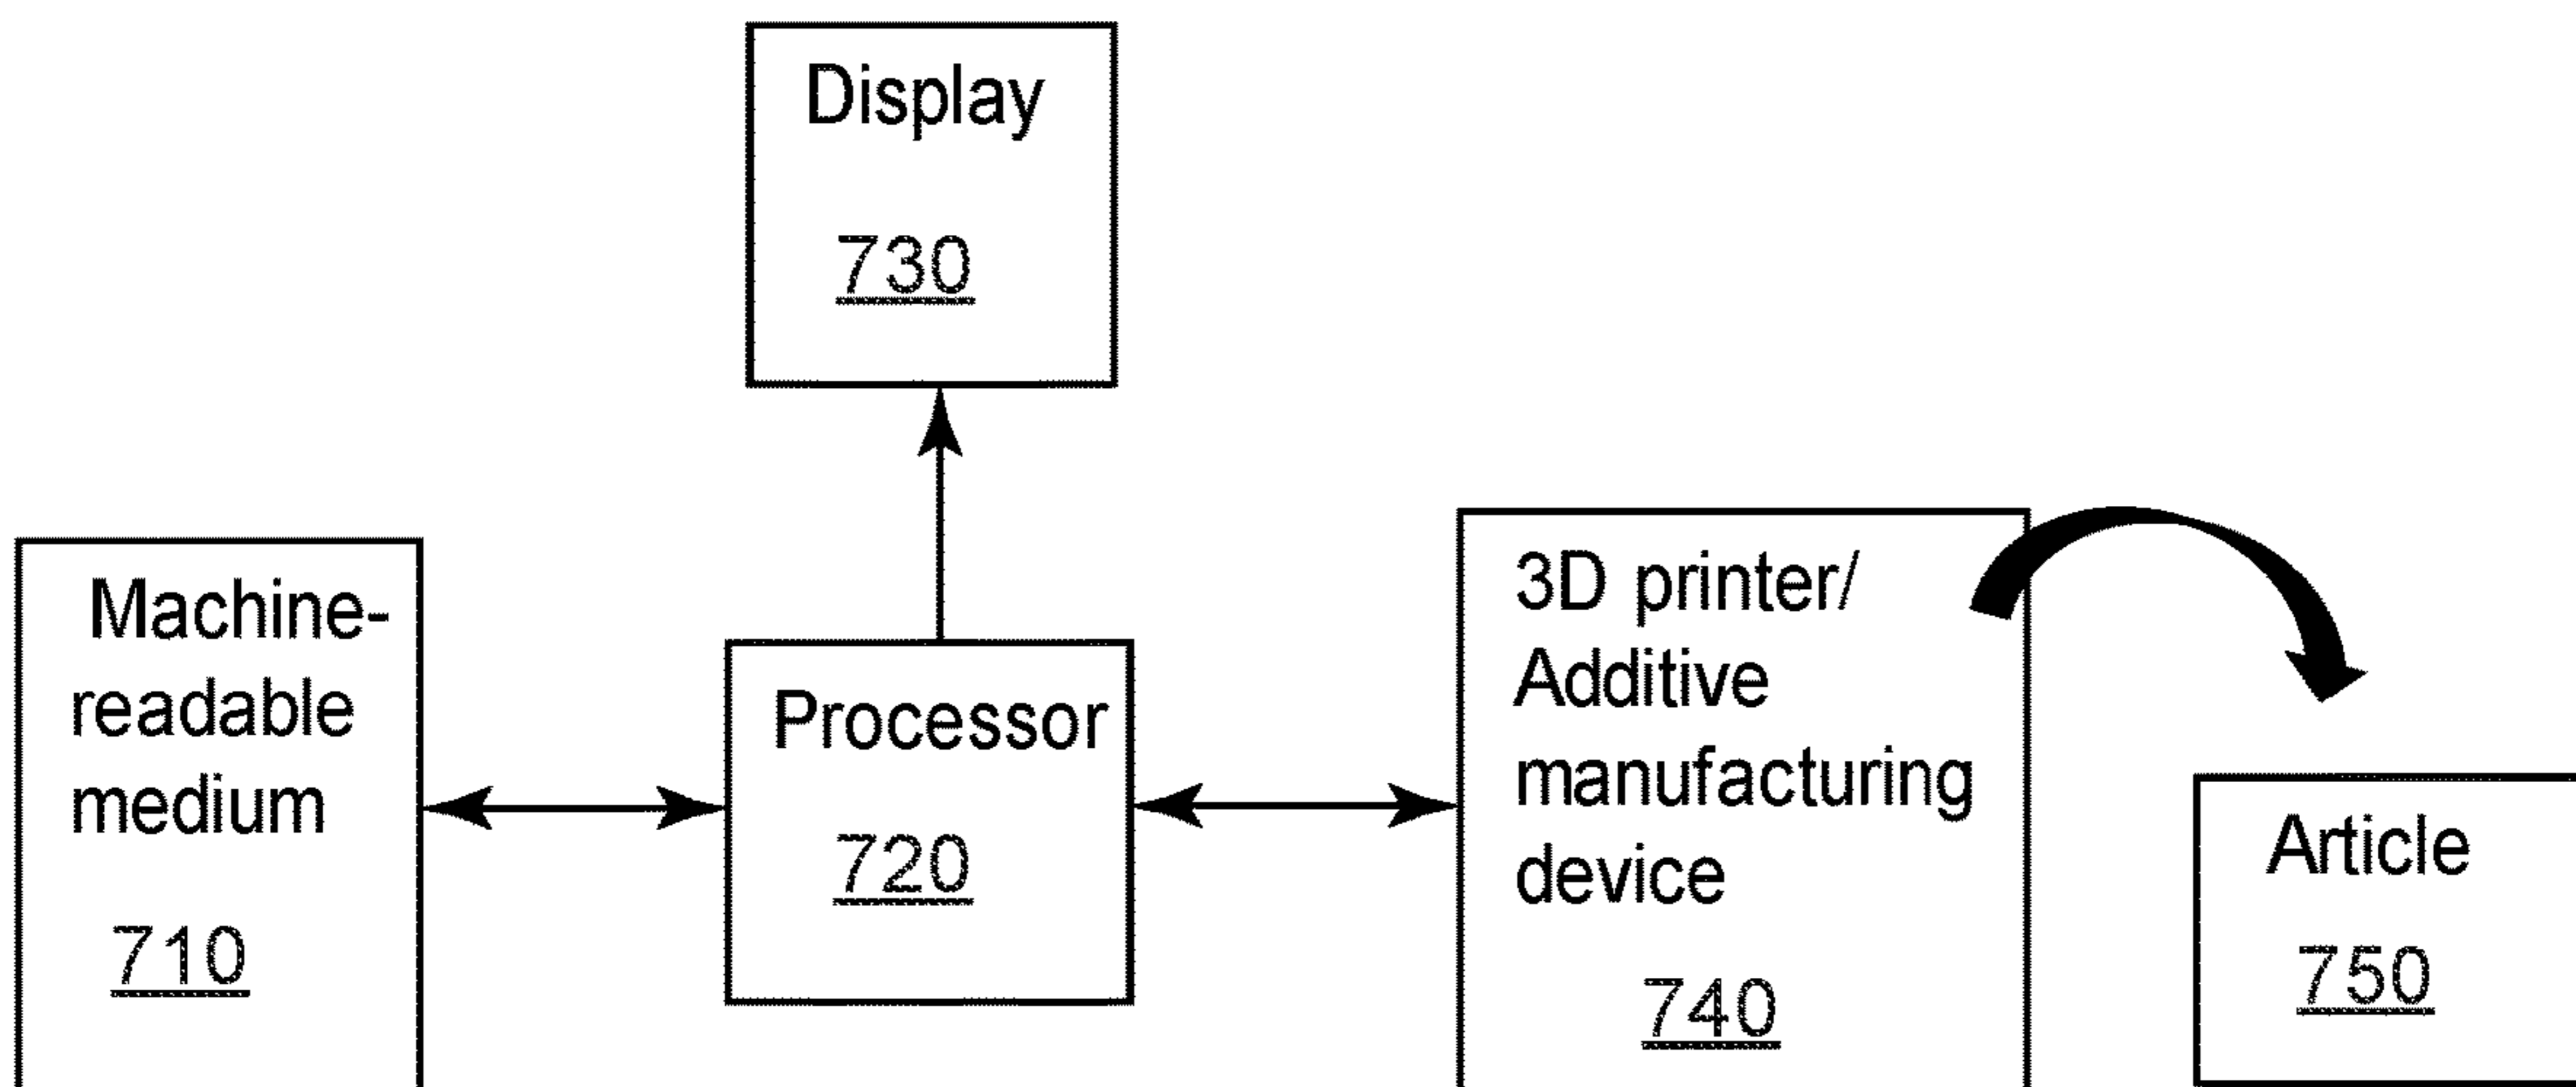 Display
730
Machine-
readable
medium
710
Processor
720
3D printer/
Additive
manufacturing
device
740
Article
750